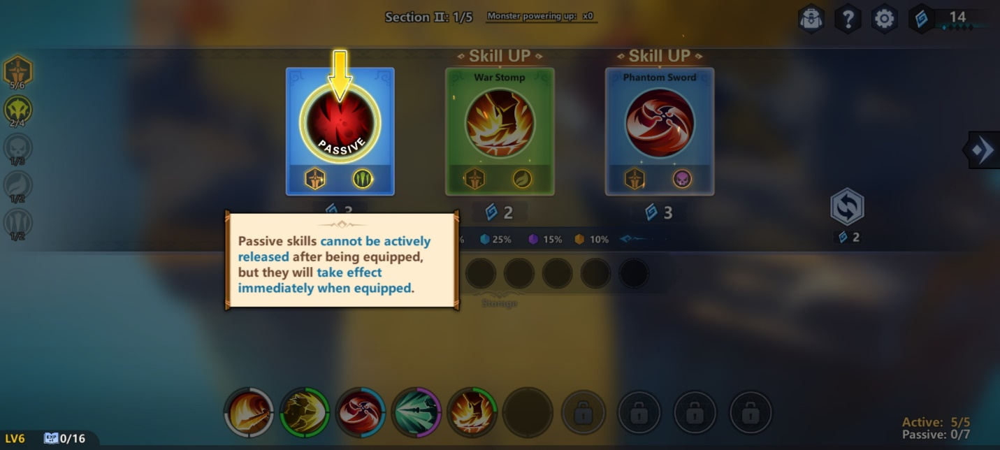 Section II: 1/5
Monster powering up: x0
14
Skill UP
Skill UP
War Stomp
Phantom Sword
5/6
2/4
1/3
1/2
1/2
PASSIVE
2
3
2
25%
15%
10%
Passive skills cannot be actively
released after being equipped,
but they will take effect
immediately when equipped.
Storage
Active: 5/5
Passive: 0/7
LV6
EXP
0/16